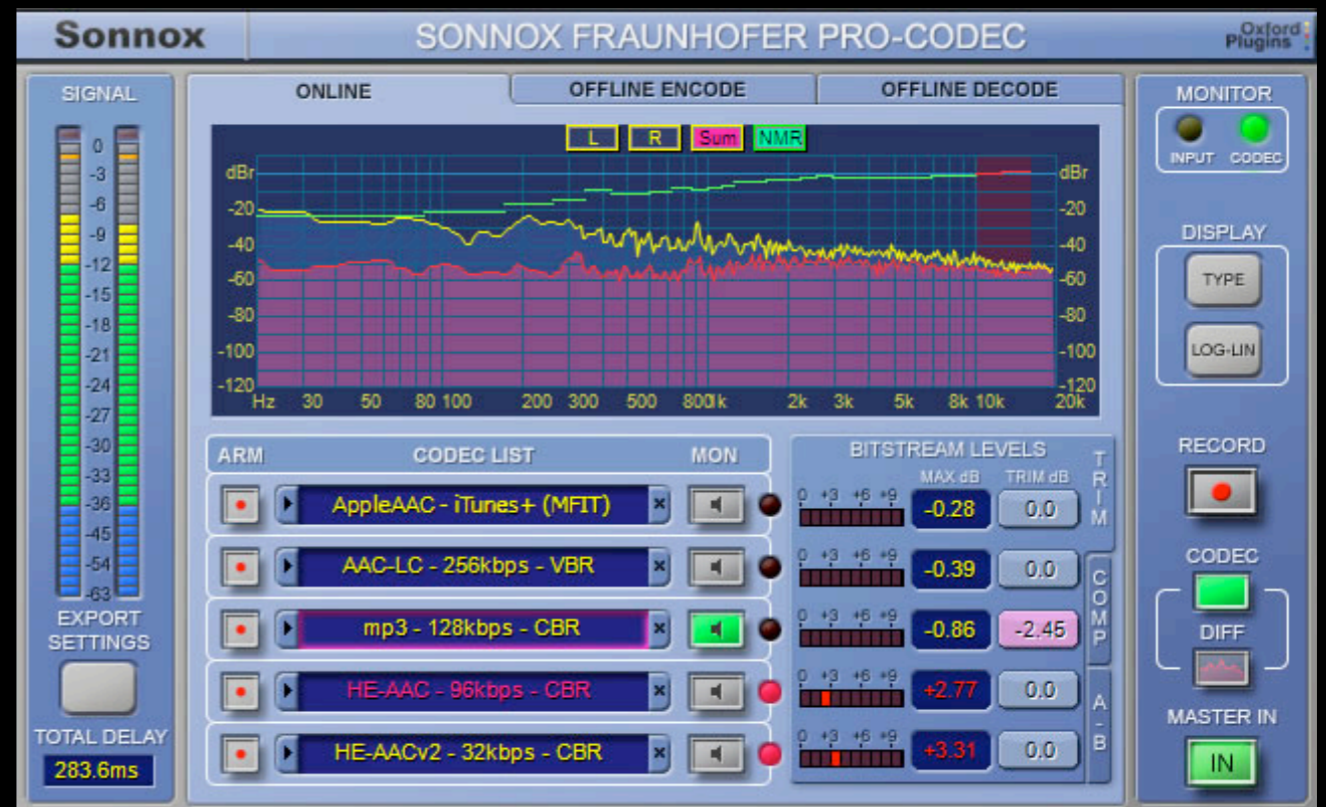 Sonnox
SONNOX FRAUNHOFER PRO-CODEC
Oxford Plugins
SIGNAL
0
-3
-6
-9
-12
-15
-18
-21
-24
-27
-30
-33
-36
-45
-54
-63
EXPORT
SETTINGS
TOTAL DELAY
283.6ms
ONLINE OFFLINE ENCODE OFFLINE DECODE
L R Sum NMR
dBr dBr
-20 -20
-40 -40
-60 -60
-80 -80
-100 -100
-120 -120
Hz 30 50 80 100 200 300 500 800 1k 2k 3k 5k 8k 10k 20k
ARM CODEC LIST MON
AppleAAC - iTunes+ (MFIT)
AAC-LC - 256kbps - VBR
mp3 - 128kbps - CBR
HE-AAC - 96kbps - CBR
HE-AACv2 - 32kbps - CBR
BITSTREAM LEVELS
MAX dB TRIM dB
0 +3 +6 +9 -0.28 0.0
0 +3 +6 +9 -0.39 0.0
0 +3 +6 +9 -0.86 -2.45
0 +3 +6 +9 +2.77 0.0
0 +3 +6 +9 +3.31 0.0
TRIM
COMP
A-B
MONITOR
INPUT CODEC
DISPLAY
TYPE
LOG-LIN
RECORD
CODEC
DIFF
MASTER IN
IN